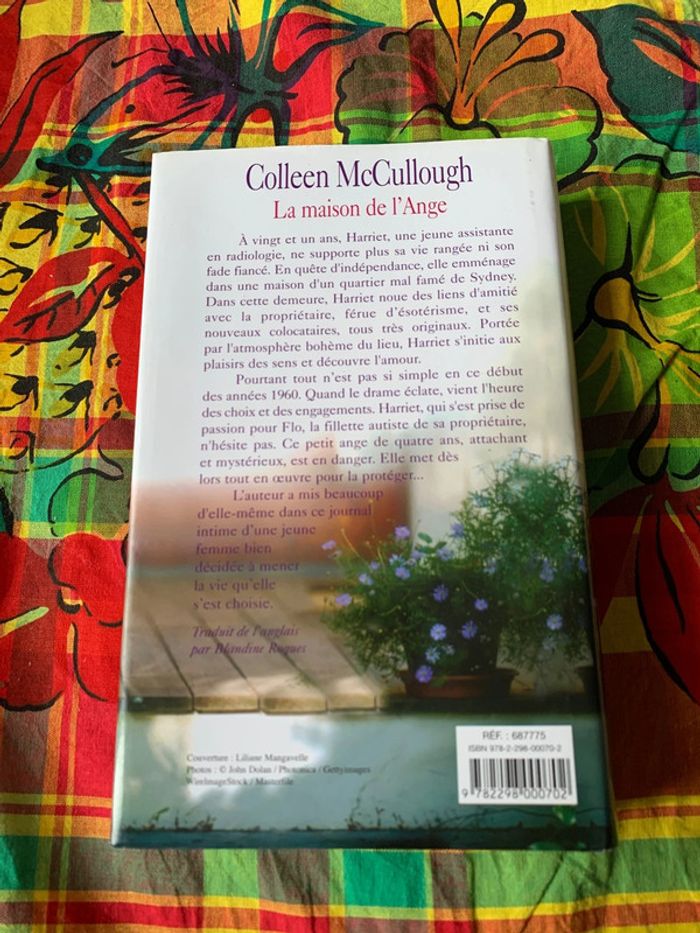 Colleen McCullough
La maison de l'Ange
À vingt et un ans, Harriet, une jeune assistante
en radiologie, ne supporte plus sa vie rangée ni son
fade fiancé. En quête d'indépendance, elle emménage
dans une maison d'un quartier mal famé de Sydney.
Dans cette demeure, Harriet noue des liens d'amitié
avec la propriétaire, férue d'ésotérisme, et ses
nouveaux colocataires, tous très originaux. Portée
par l'atmosphère bohème du lieu, Harriet s'initie aux
plaisirs des sens et découvre l'amour.
Pourtant tout n'est pas si simple en ce début
des années 1960. Quand le drame éclate, vient l'heure
des choix et des engagements. Harriet, qui s'est prise de
passion pour Flo, la fillette autiste de sa propriétaire,
n'hésite pas. Ce petit ange de quatre ans, attachant
et mystérieux, est en danger. Elle met dès
lors tout en œuvre pour la protéger...
L'auteur a mis beaucoup
d'elle-même dans ce journal
intime d'une jeune
femme bien
décidée à mener
la vie qu'elle
s'est choisie.
Traduit de l'anglais
par Blandine Roques
RÉF. : 687775
ISBN 978-2-298-00070-2
9 782298 000702
Couverture : Liliane Mangavelle
Photos : © John Dolan / Photonica / Gettyimages
WireImageStock / Masterfile